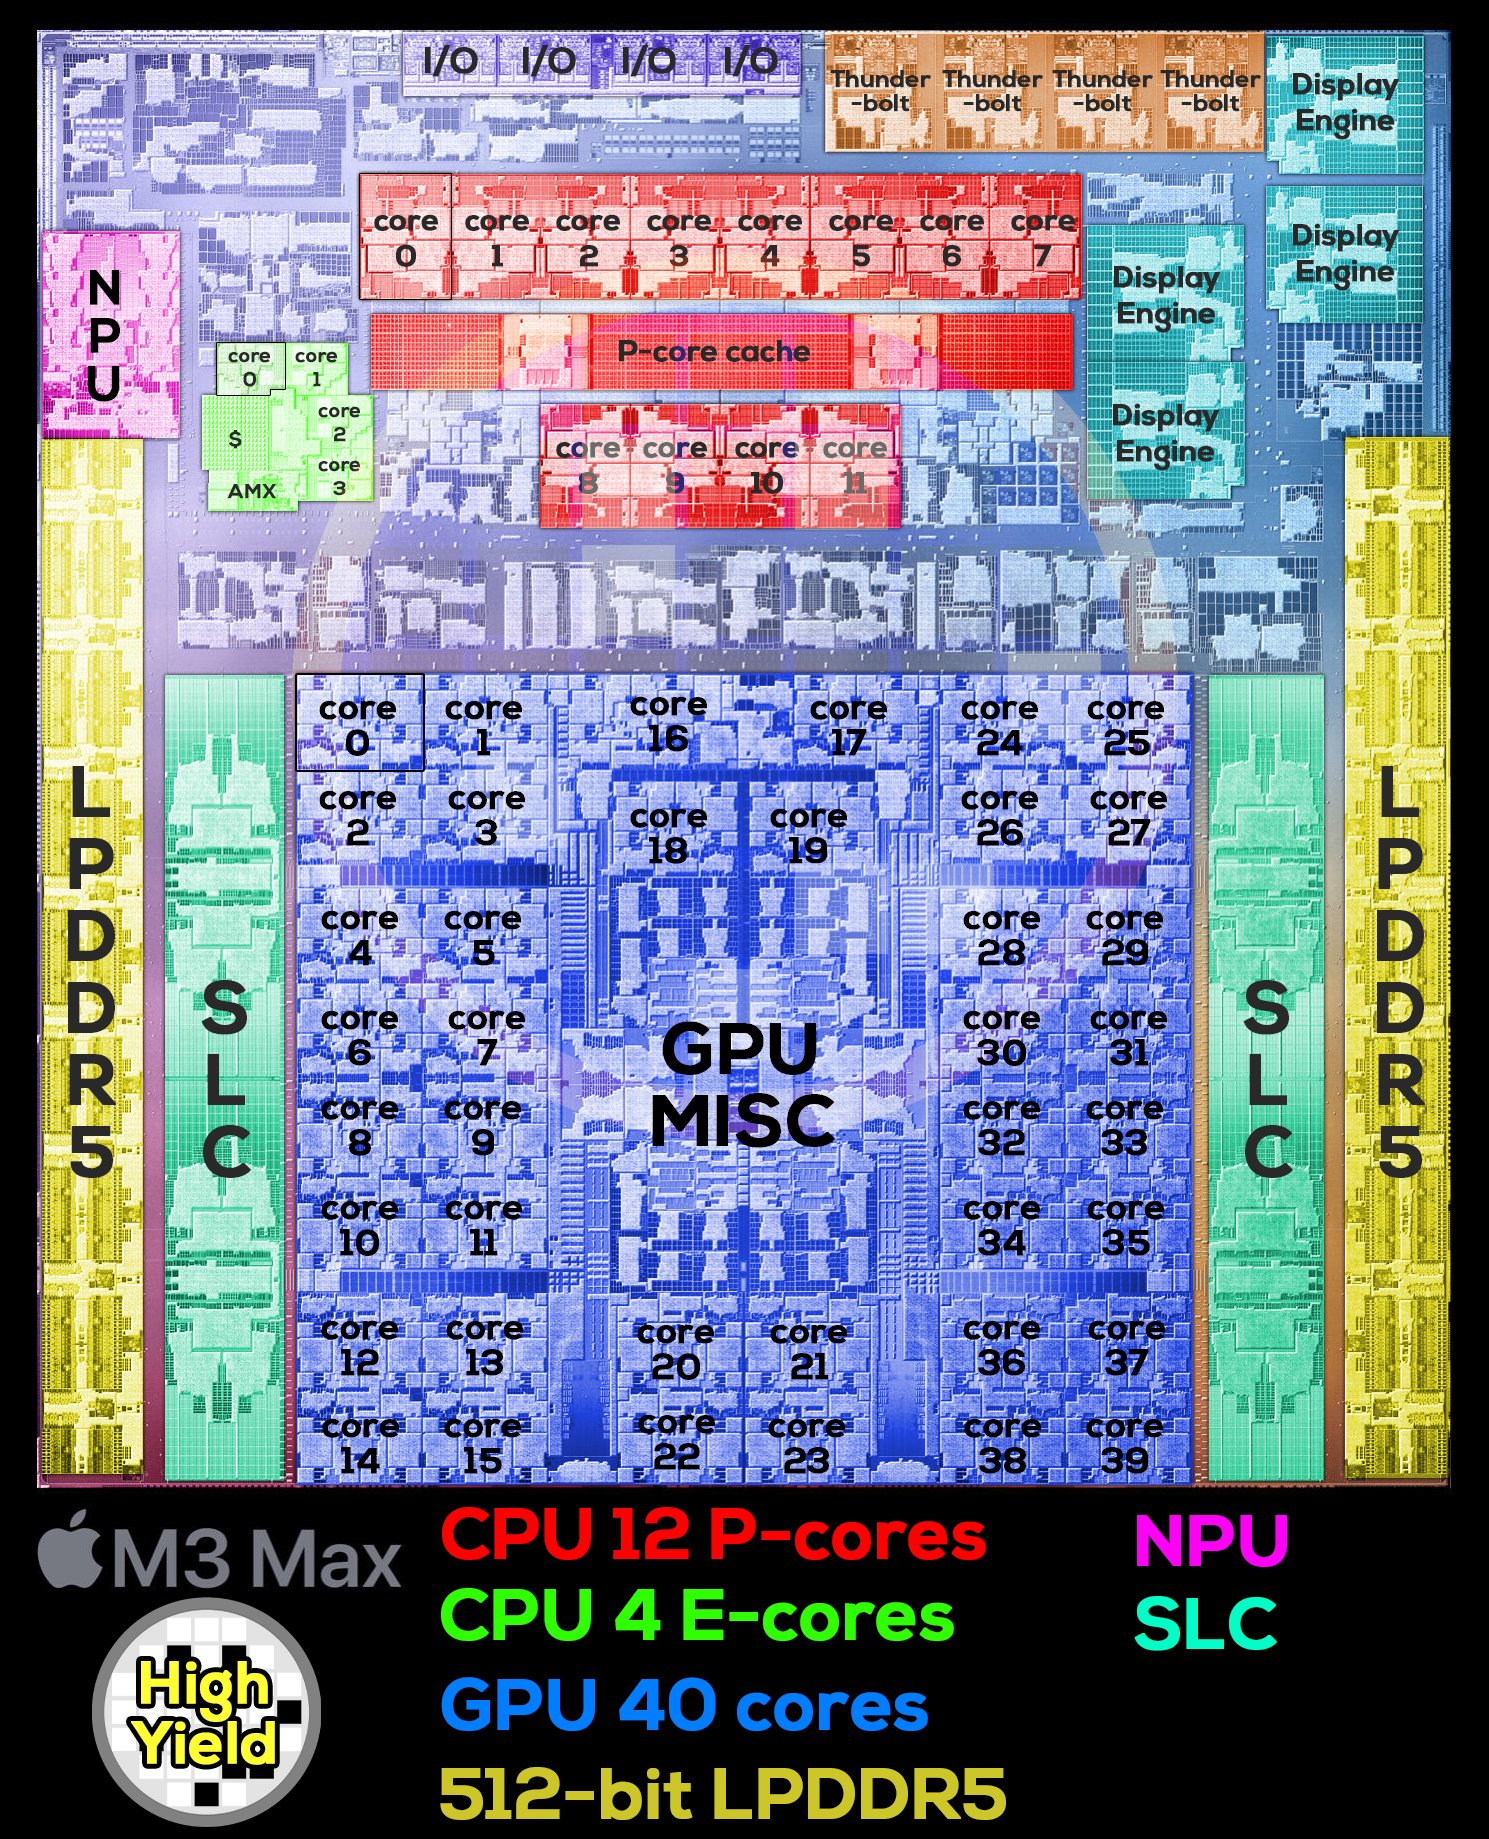 I/O I/O I/O I/O
Thunder Thunder Thunder Thunder
-bolt -bolt -bolt -bolt
Display
Engine
core core core core core core core core
0 1 2 3 4 5 6 7
Display
Engine
Display
Engine
N
P
U
P-core cache
core core
0 1
core
2
$
core
3
AMX
core core core core
8 9 10 11
Display
Engine
L
P
D
D
R
5
S
L
C
core core core core core core
0 1 16 17 24 25
core core core core core core
2 3 18 19 26 27
core core core core
4 5 28 29
core core core core
6 7 30 31
GPU
MISC
core core core core
8 9 32 33
core core core core
10 11 34 35
core core core core core core
12 13 20 21 36 37
core core core core core core
14 15 22 23 38 39
S
L
C
L
P
D
D
R
5
M3 Max
High
Yield
CPU 12 P-cores
CPU 4 E-cores
GPU 40 cores
512-bit LPDDR5
NPU
SLC